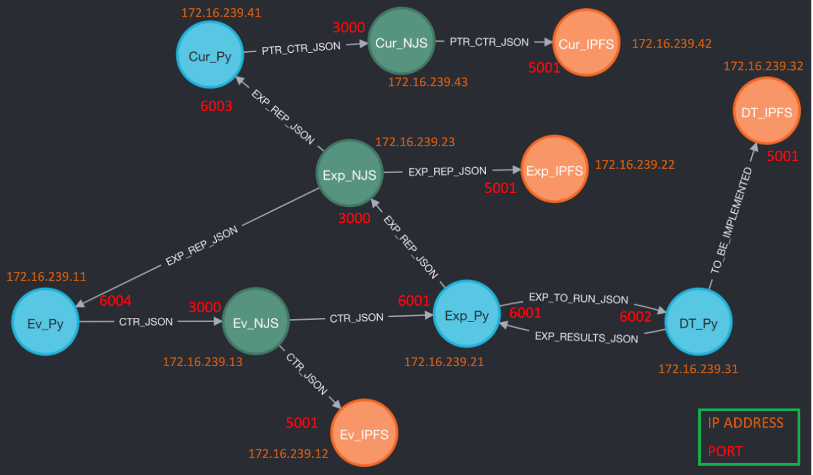 172.16.239.41
Cur_Py
6003
PTR_CTR_JSON
3000
Cur_NJS
172.16.239.43
PTR_CTR_JSON
5001
Cur_IPFS
172.16.239.42
172.16.239.32
DT_IPFS
5001
EXP_REP_JSON
172.16.239.23
Exp_NJS
3000
EXP_REP_JSON
5001
Exp_IPFS
172.16.239.22
EXP_REP_JSON
EXP_REP_JSON
TO_BE_IMPLEMENTED
172.16.239.11
6004
Ev_Py
CTR_JSON
3000
Ev_NJS
172.16.239.13
CTR_JSON
6001
Exp_Py
6001
172.16.239.21
EXP_TO_RUN_JSON
6002
EXP_RESULTS_JSON
DT_Py
172.16.239.31
CTR_JSON
5001
Ev_IPFS
172.16.239.12
IP ADDRESS
PORT